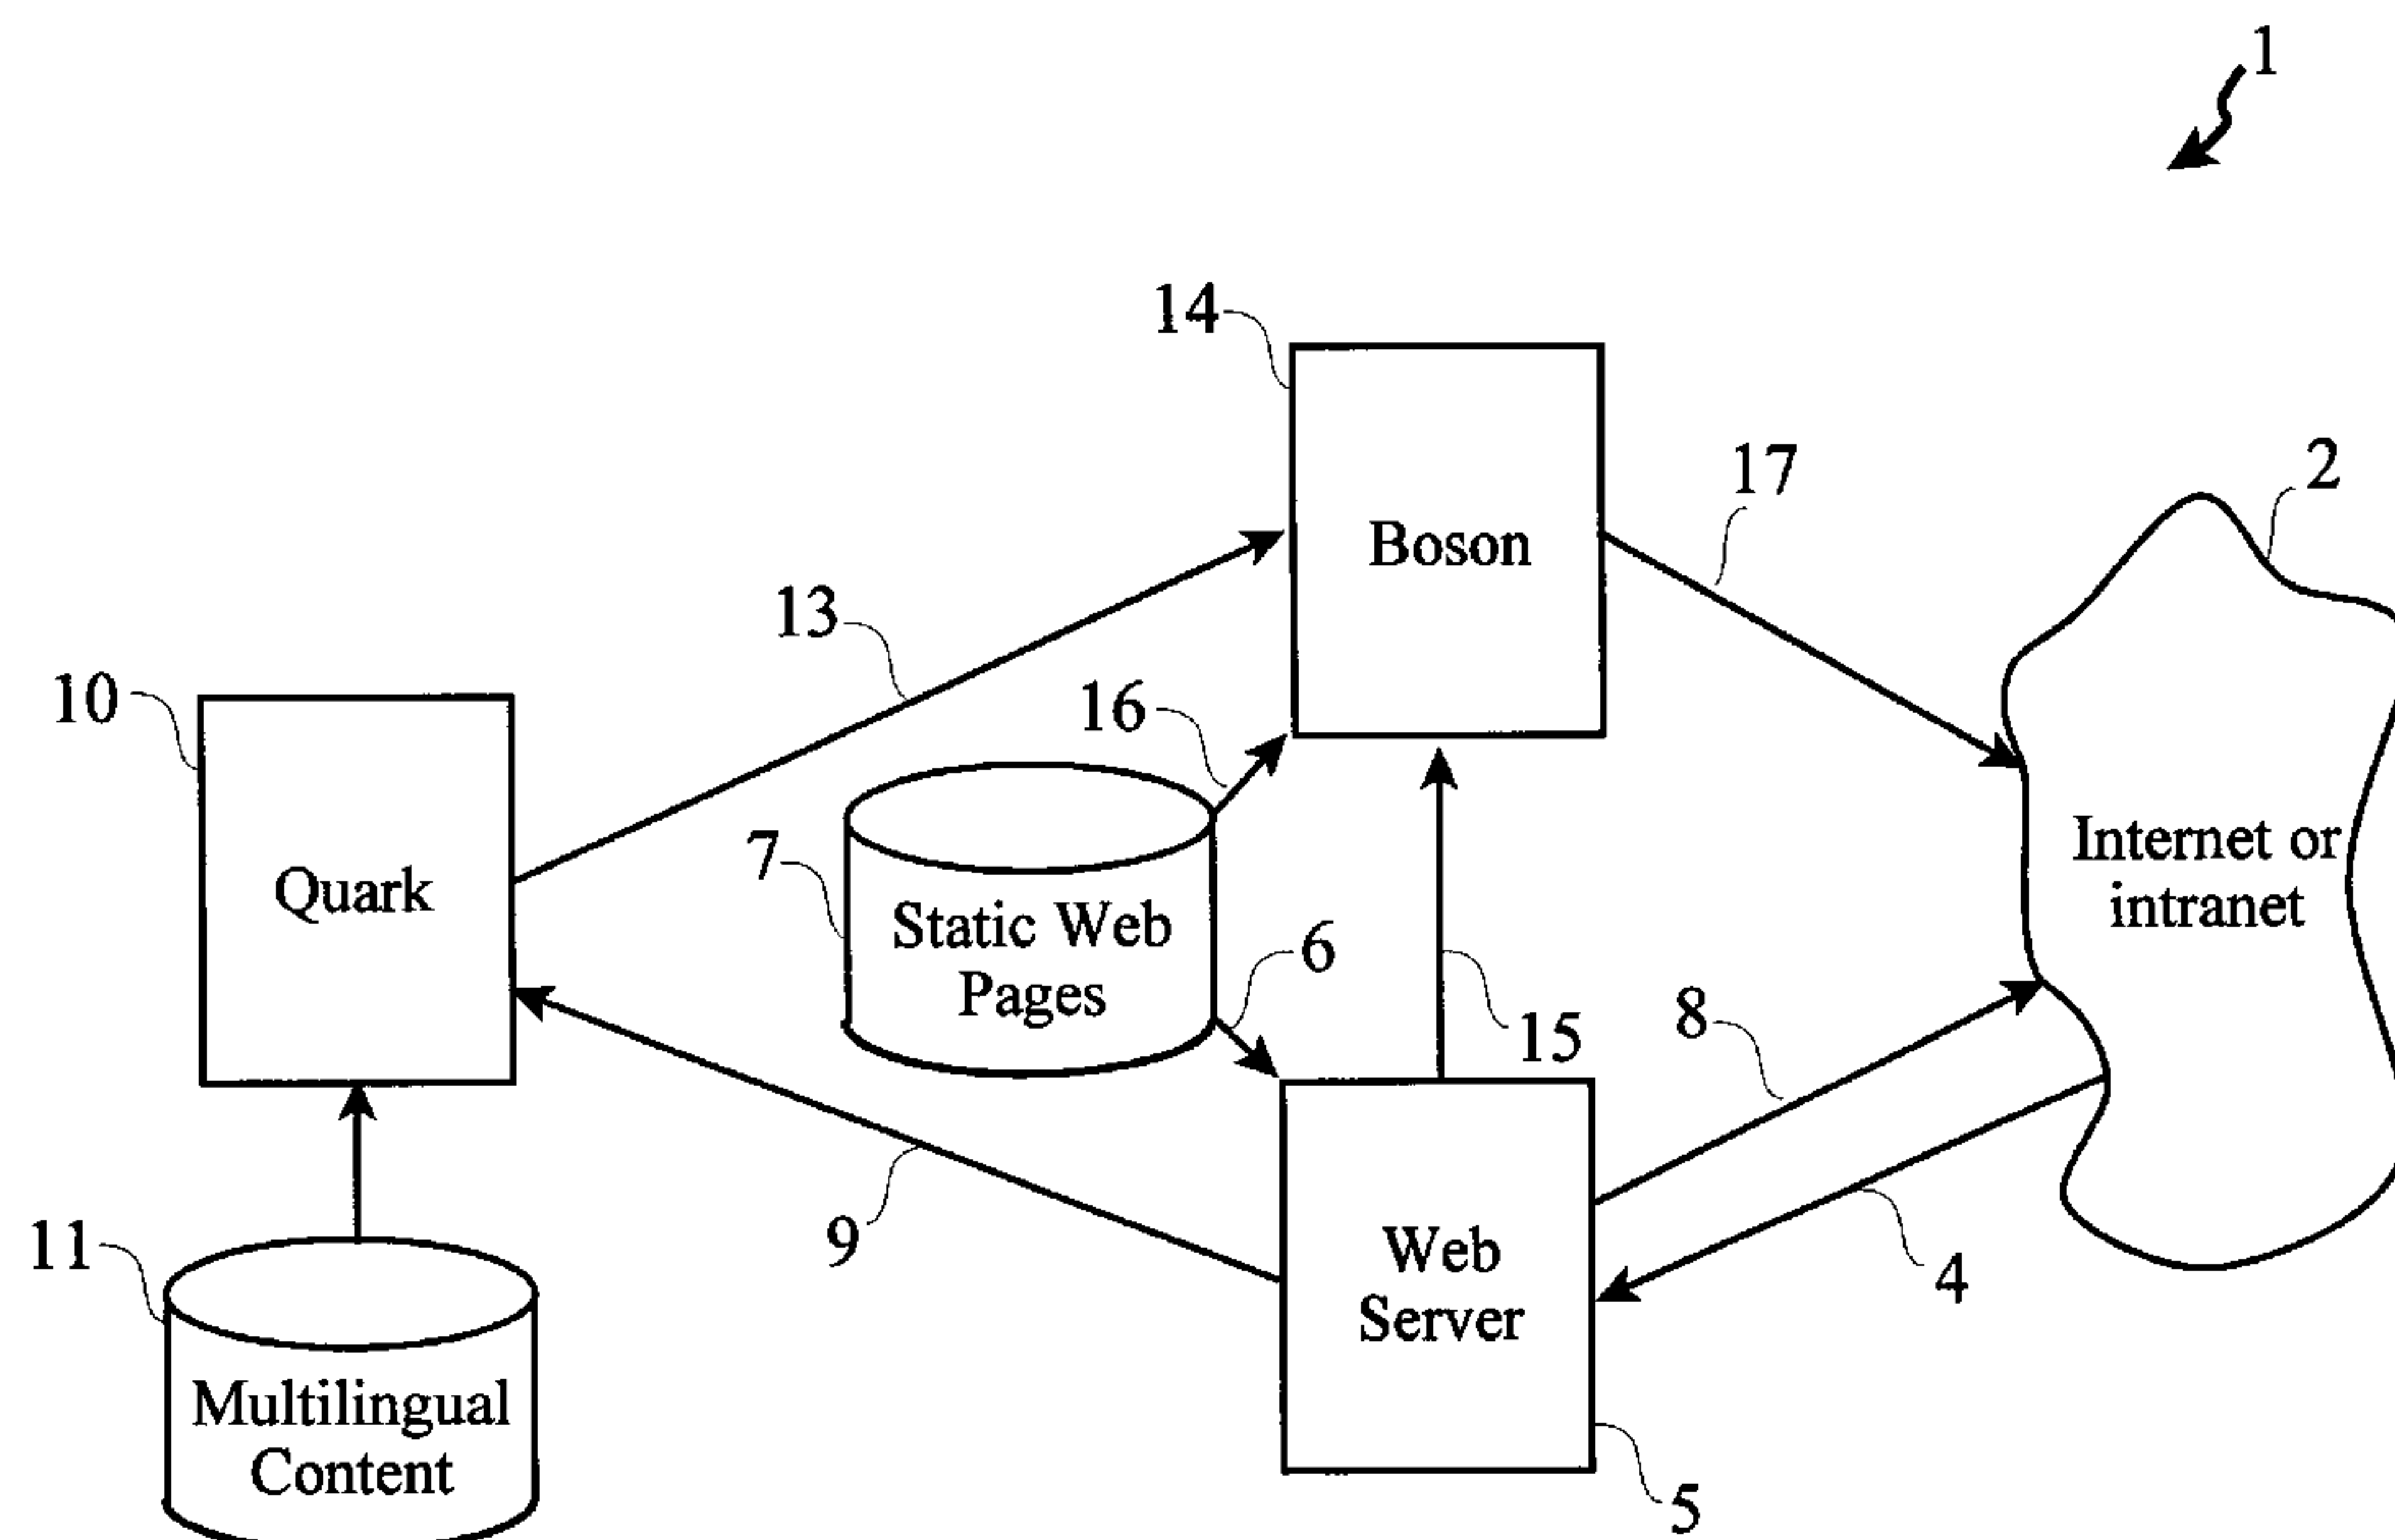 1
14
Boson
17
2
13
16
10
Quark
7
Static Web
Pages
6
Internet or
intranet
15
8
9
11
Multilingual
Content
Web
Server
4
5